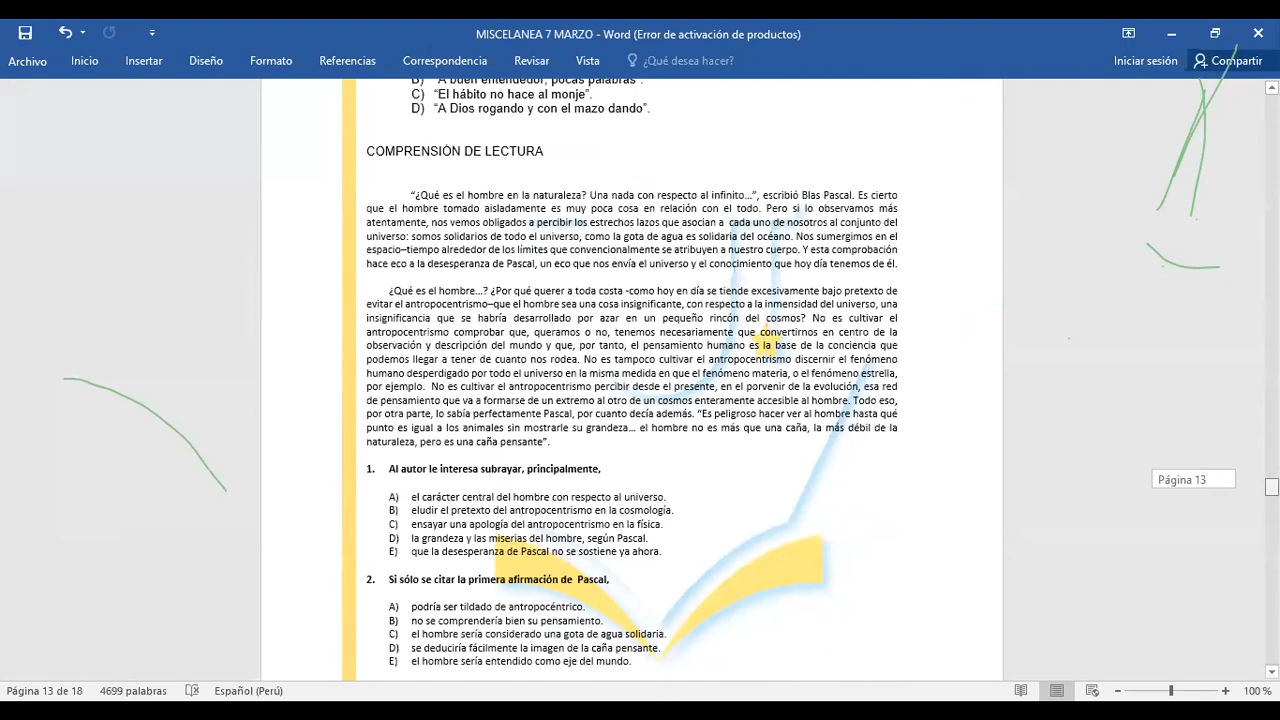 MISCELANEA 7 MARZO - Word (Error de activación de productos)
Archivo Inicio Insertar Diseño Formato Referencias Correspondencia Revisar Vista ¿Qué desea hacer? Iniciar sesión Compartir
B) "A buen entendedor, pocas palabras".
C) "El hábito no hace al monje".
D) "A Dios rogando y con el mazo dando".
COMPRENSIÓN DE LECTURA
"¿Qué es el hombre en la naturaleza? Una nada con respecto al infinito...", escribió Blas Pascal. Es cierto
que el hombre tomado aisladamente es muy poca cosa en relación con el todo. Pero si lo observamos más
atentamente, nos vemos obligados a percibir los estrechos lazos que asocian a cada uno de nosotros al conjunto del
universo: somos solidarios de todo el universo, como la gota de agua es solidaria del océano. Nos sumergimos en el
espacio–tiempo alrededor de los límites que convencionalmente se atribuyen a nuestro cuerpo. Y esta comprobación
hace eco a la desesperanza de Pascal, un eco que nos envía el universo y el conocimiento que hoy día tenemos de él.
¿Qué es el hombre...? ¿Por qué querer a toda costa -como hoy en día se tiende excesivamente bajo pretexto de
evitar el antropocentrismo–que el hombre sea una cosa insignificante, con respecto a la inmensidad del universo, una
insignificancia que se habría desarrollado por azar en un pequeño rincón del cosmos? No es cultivar el
antropocentrismo comprobar que, queramos o no, tenemos necesariamente que convertirnos en centro de la
observación y descripción del mundo y que, por tanto, el pensamiento humano es la base de la conciencia que
podemos llegar a tener de cuanto nos rodea. No es tampoco cultivar el antropocentrismo discernir el fenómeno
humano desperdigado por todo el universo en la misma medida en que el fenómeno materia, o el fenómeno estrella,
por ejemplo. No es cultivar el antropocentrismo percibir desde el presente, en el porvenir de la evolución, esa red
de pensamiento que va a formarse de un extremo al otro de un cosmos enteramente accesible al hombre. Todo eso,
por otra parte, lo sabía perfectamente Pascal, por cuanto decía además. "Es peligroso hacer ver al hombre hasta qué
punto es igual a los animales sin mostrarle su grandeza... el hombre no es más que una caña, la más débil de la
naturaleza, pero es una caña pensante".
1. Al autor le interesa subrayar, principalmente,
A) el carácter central del hombre con respecto al universo.
B) eludir el pretexto del antropocentrismo en la cosmología.
C) ensayar una apología del antropocentrismo en la física.
D) la grandeza y las miserias del hombre, según Pascal.
E) que la desesperanza de Pascal no se sostiene ya ahora.
Página 13
2. Si sólo se citar la primera afirmación de Pascal,
A) podría ser tildado de antropocéntrico.
B) no se comprendería bien su pensamiento.
C) el hombre sería considerado una gota de agua solidaria.
D) se deduciría fácilmente la imagen de la caña pensante.
E) el hombre sería entendido como eje del mundo.
Página 13 de 18 4699 palabras Español (Perú) 100 %